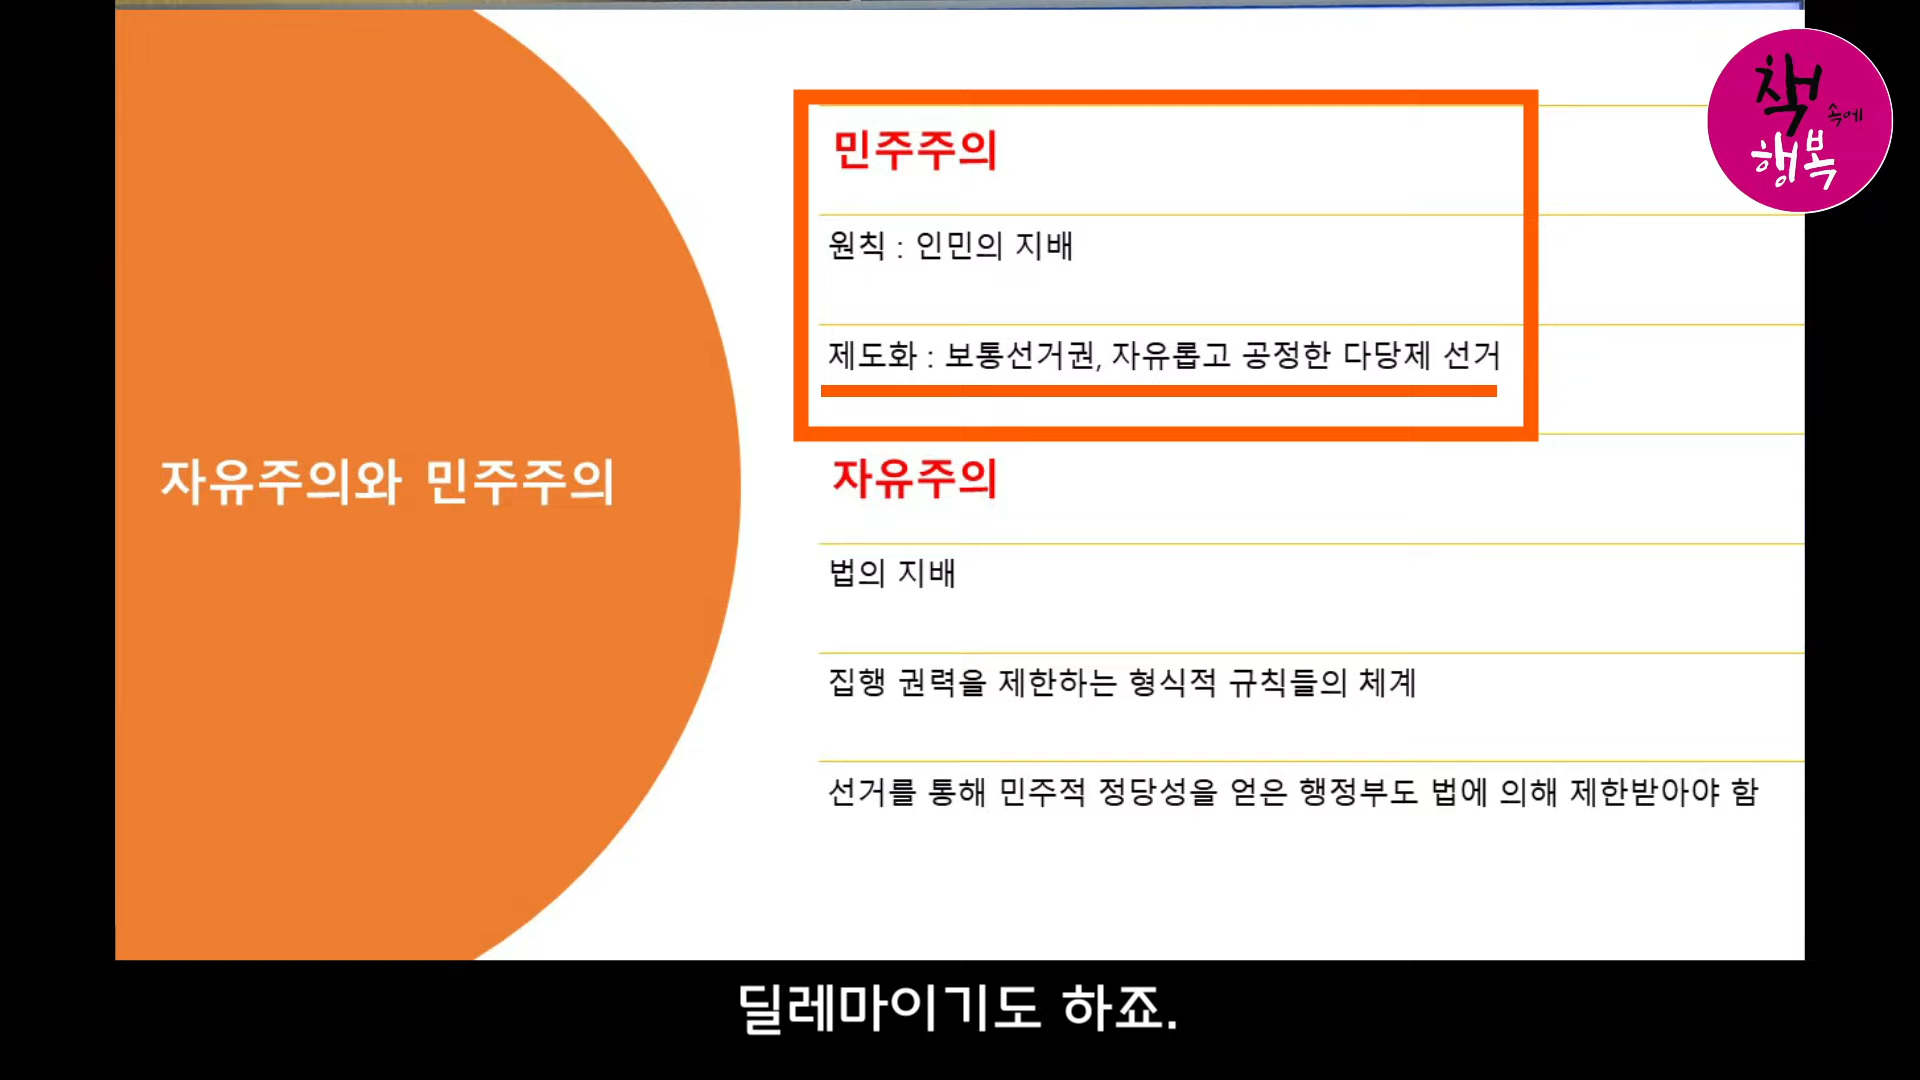 자유주의와 민주주의
민주주의
원칙 : 인민의 지배
제도화 : 보통선거권, 자유롭고 공정한 다당제 선거
자유주의
법의 지배
집행 권력을 제한하는 형식적 규칙들의 체계
선거를 통해 민주적 정당성을 얻은 행정부도 법에 의해 제한받아야 함
책
속에
행복
딜레마이기도 하죠.